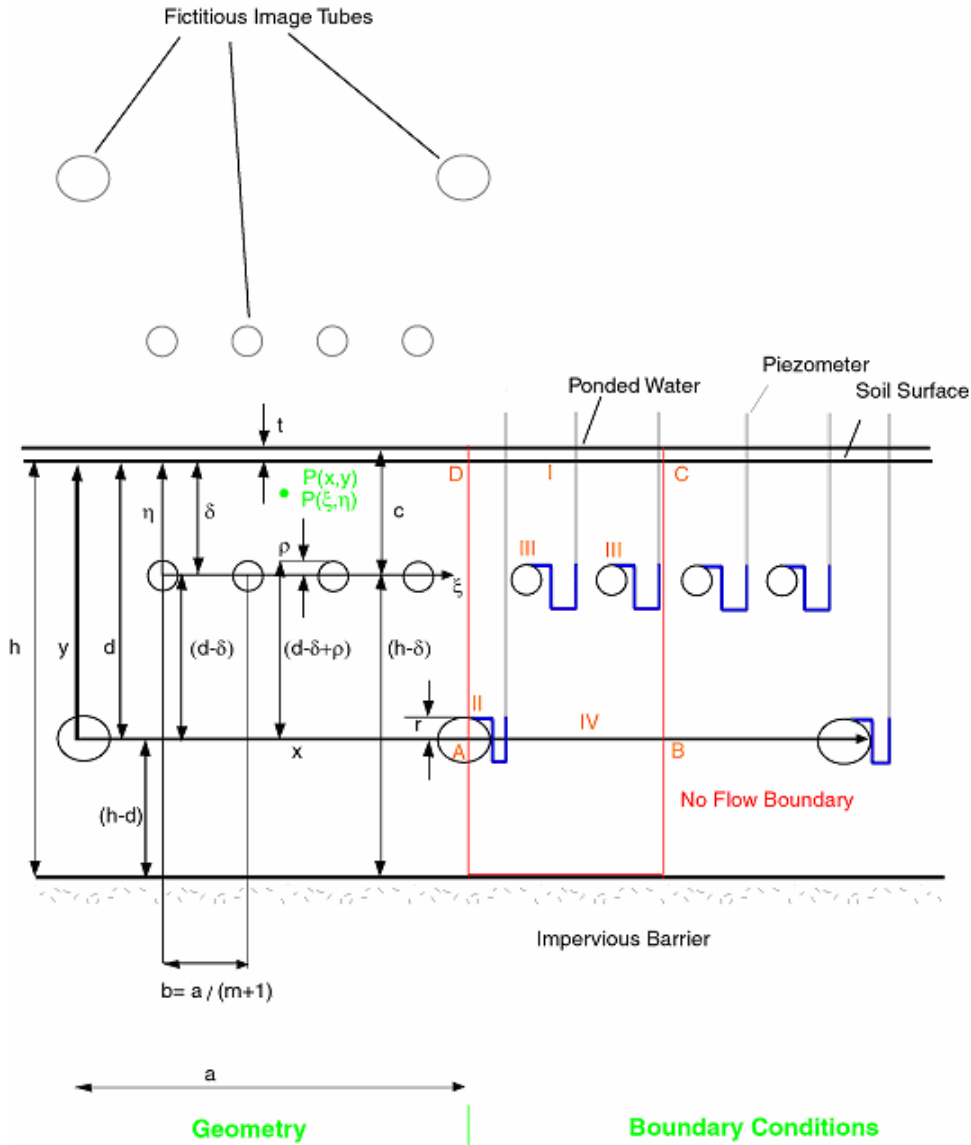 Fictitious Image Tubes
Piezometer
Ponded Water
Soil Surface
t
P(x,y)
P(ξ,η)
D
I
C
η
δ
c
ρ
III
III
ξ
h
y
d
(d-δ)
(d-δ+ρ)
(h-δ)
r
II
IV
x
A
B
No Flow Boundary
(h-d)
Impervious Barrier
b= a / (m+1)
a
Geometry
Boundary Conditions